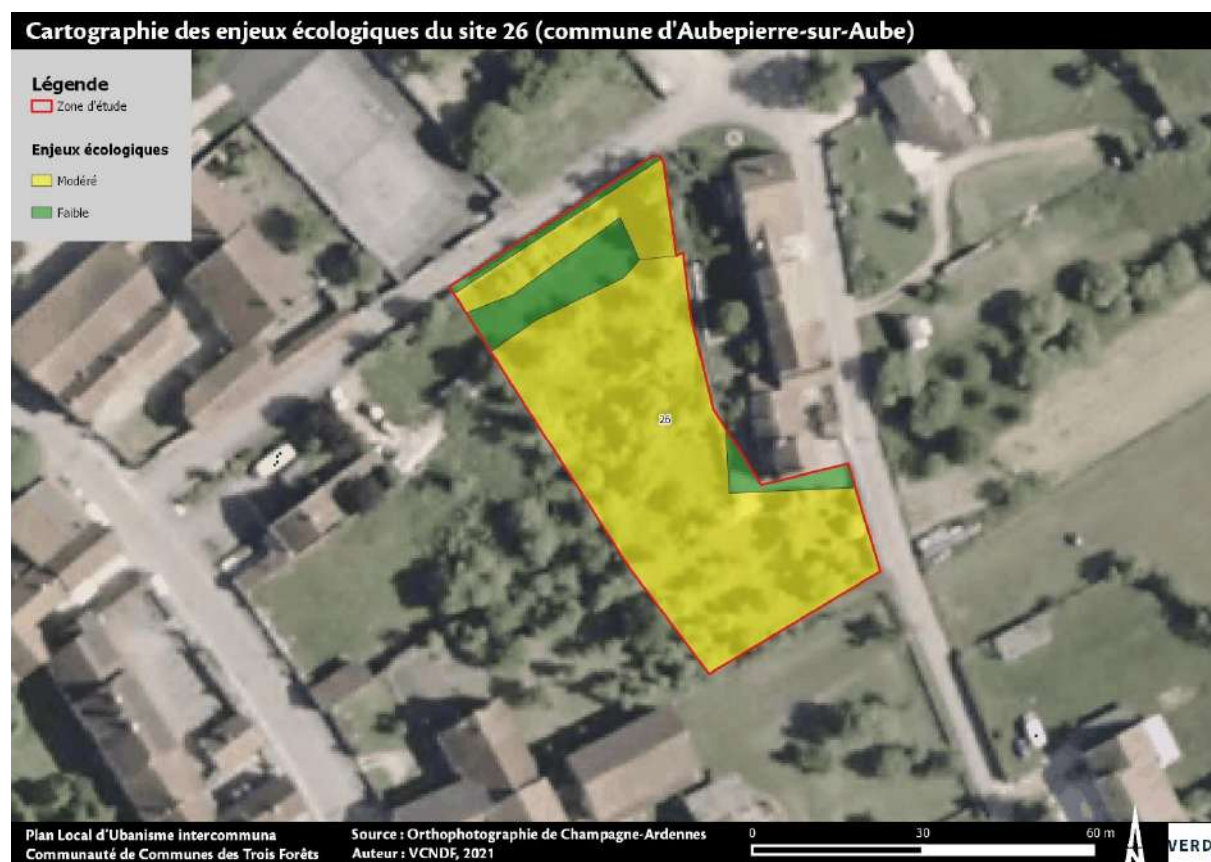 Cartographie des enjeux écologiques du site 26 (commune d'Aubepierre-sur-Aube)
Légende
Zone d'étude
Enjeux écologiques
Modéré
Faible
26
Plan Local d'Ubanisme intercommuna
Communauté de Communes des Trois Forêts
Source : Orthophotographie de Champagne-Ardennes
Auteur : VCNDF, 2021
0 30 60 m
VERD